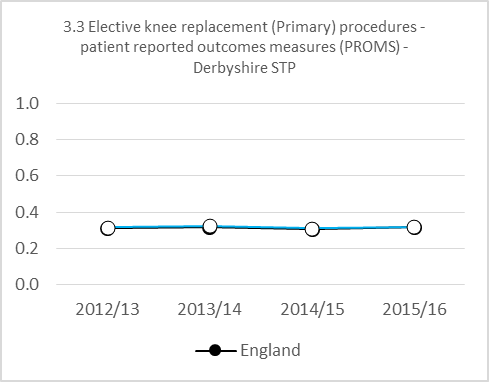 3.3 Elective knee replacement (Primary) procedures -
patient reported outcomes measures (PROMS) -
Derbyshire STP
1.0
0.8
0.6
0.4
0.2
0.0
2012/13 2013/14 2014/15 2015/16
England